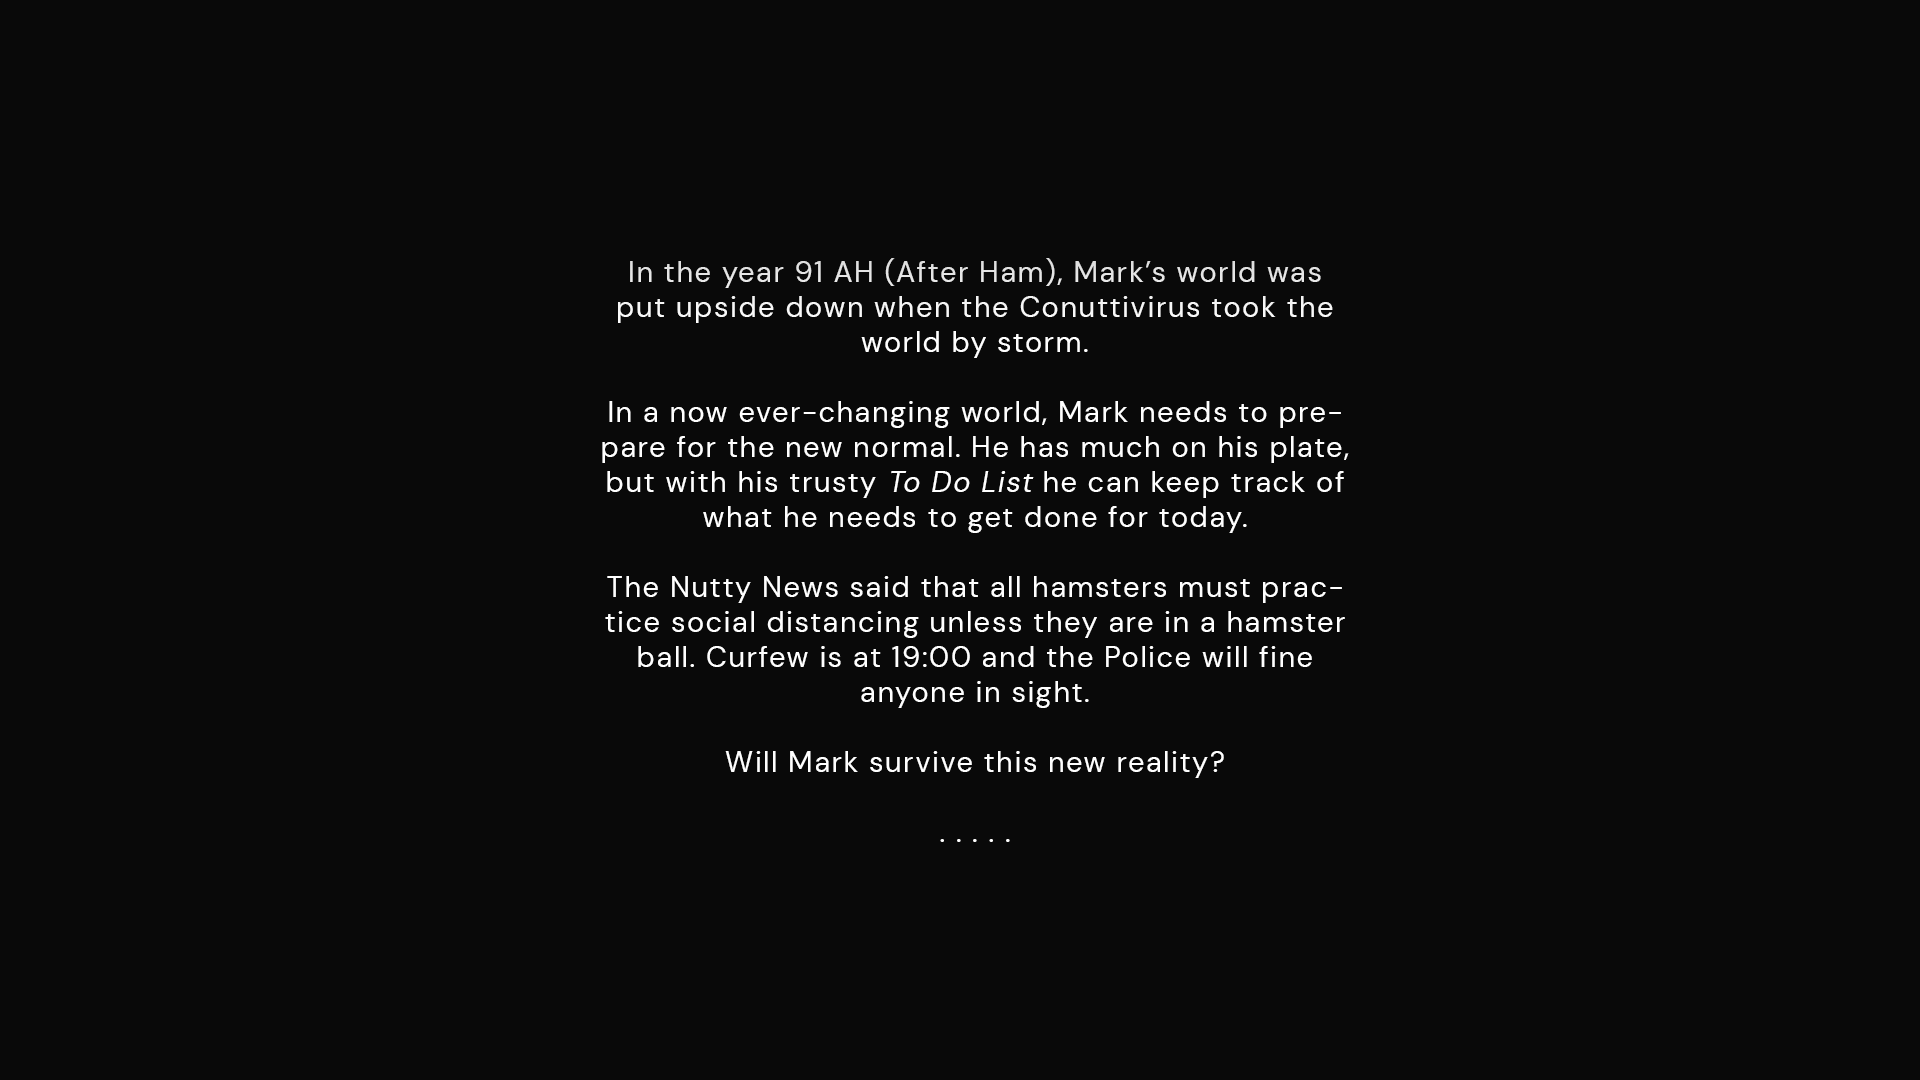 In the year 91 AH (After Ham), Mark’s world was
put upside down when the Conuttivirus took the
world by storm.
In a now ever-changing world, Mark needs to pre-
pare for the new normal. He has much on his plate,
but with his trusty To Do List he can keep track of
what he needs to get done for today.
The Nutty News said that all hamsters must prac-
tice social distancing unless they are in a hamster
ball. Curfew is at 19:00 and the Police will fine
anyone in sight.
Will Mark survive this new reality?
. . . . .